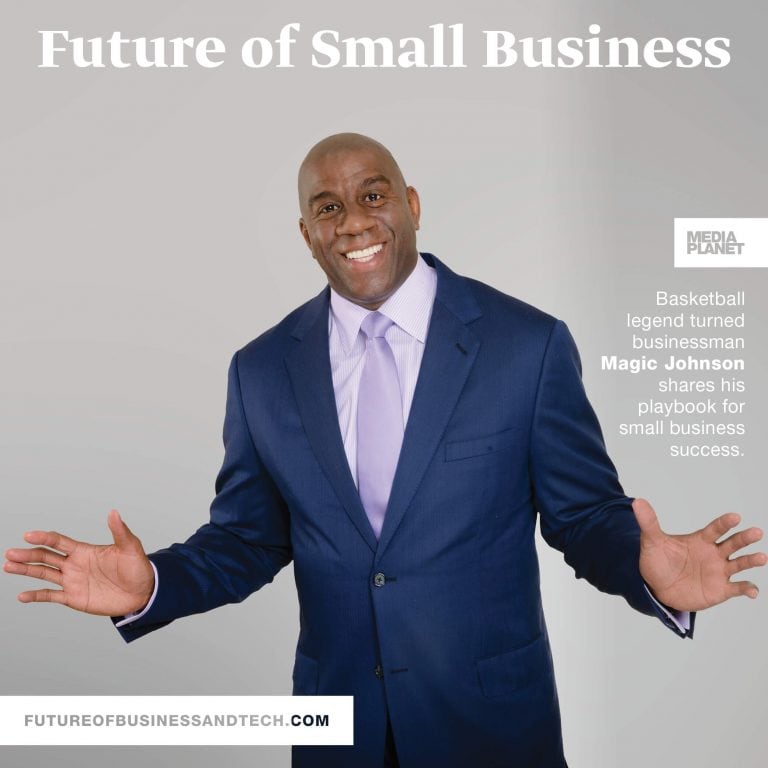 Future of Small Business
MEDIA
PLANET
Basketball
legend turned
businessman
Magic Johnson
shares his
playbook for
small business
success.
FUTUREOFBUSINESSANDTECH.COM